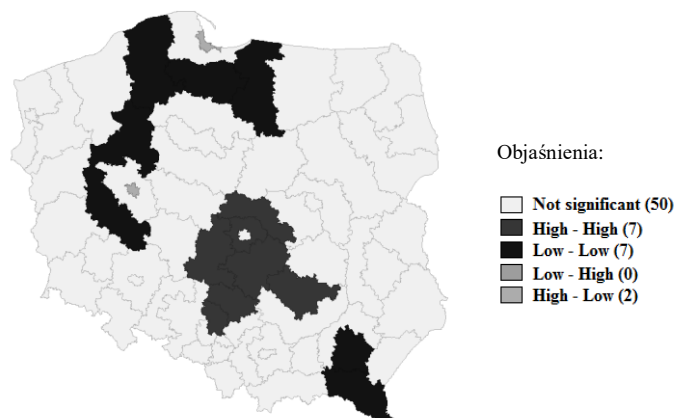 Objaśnienia:
Not significant (50)
High - High (7)
Low - Low (7)
Low - High (0)
High - Low (2)